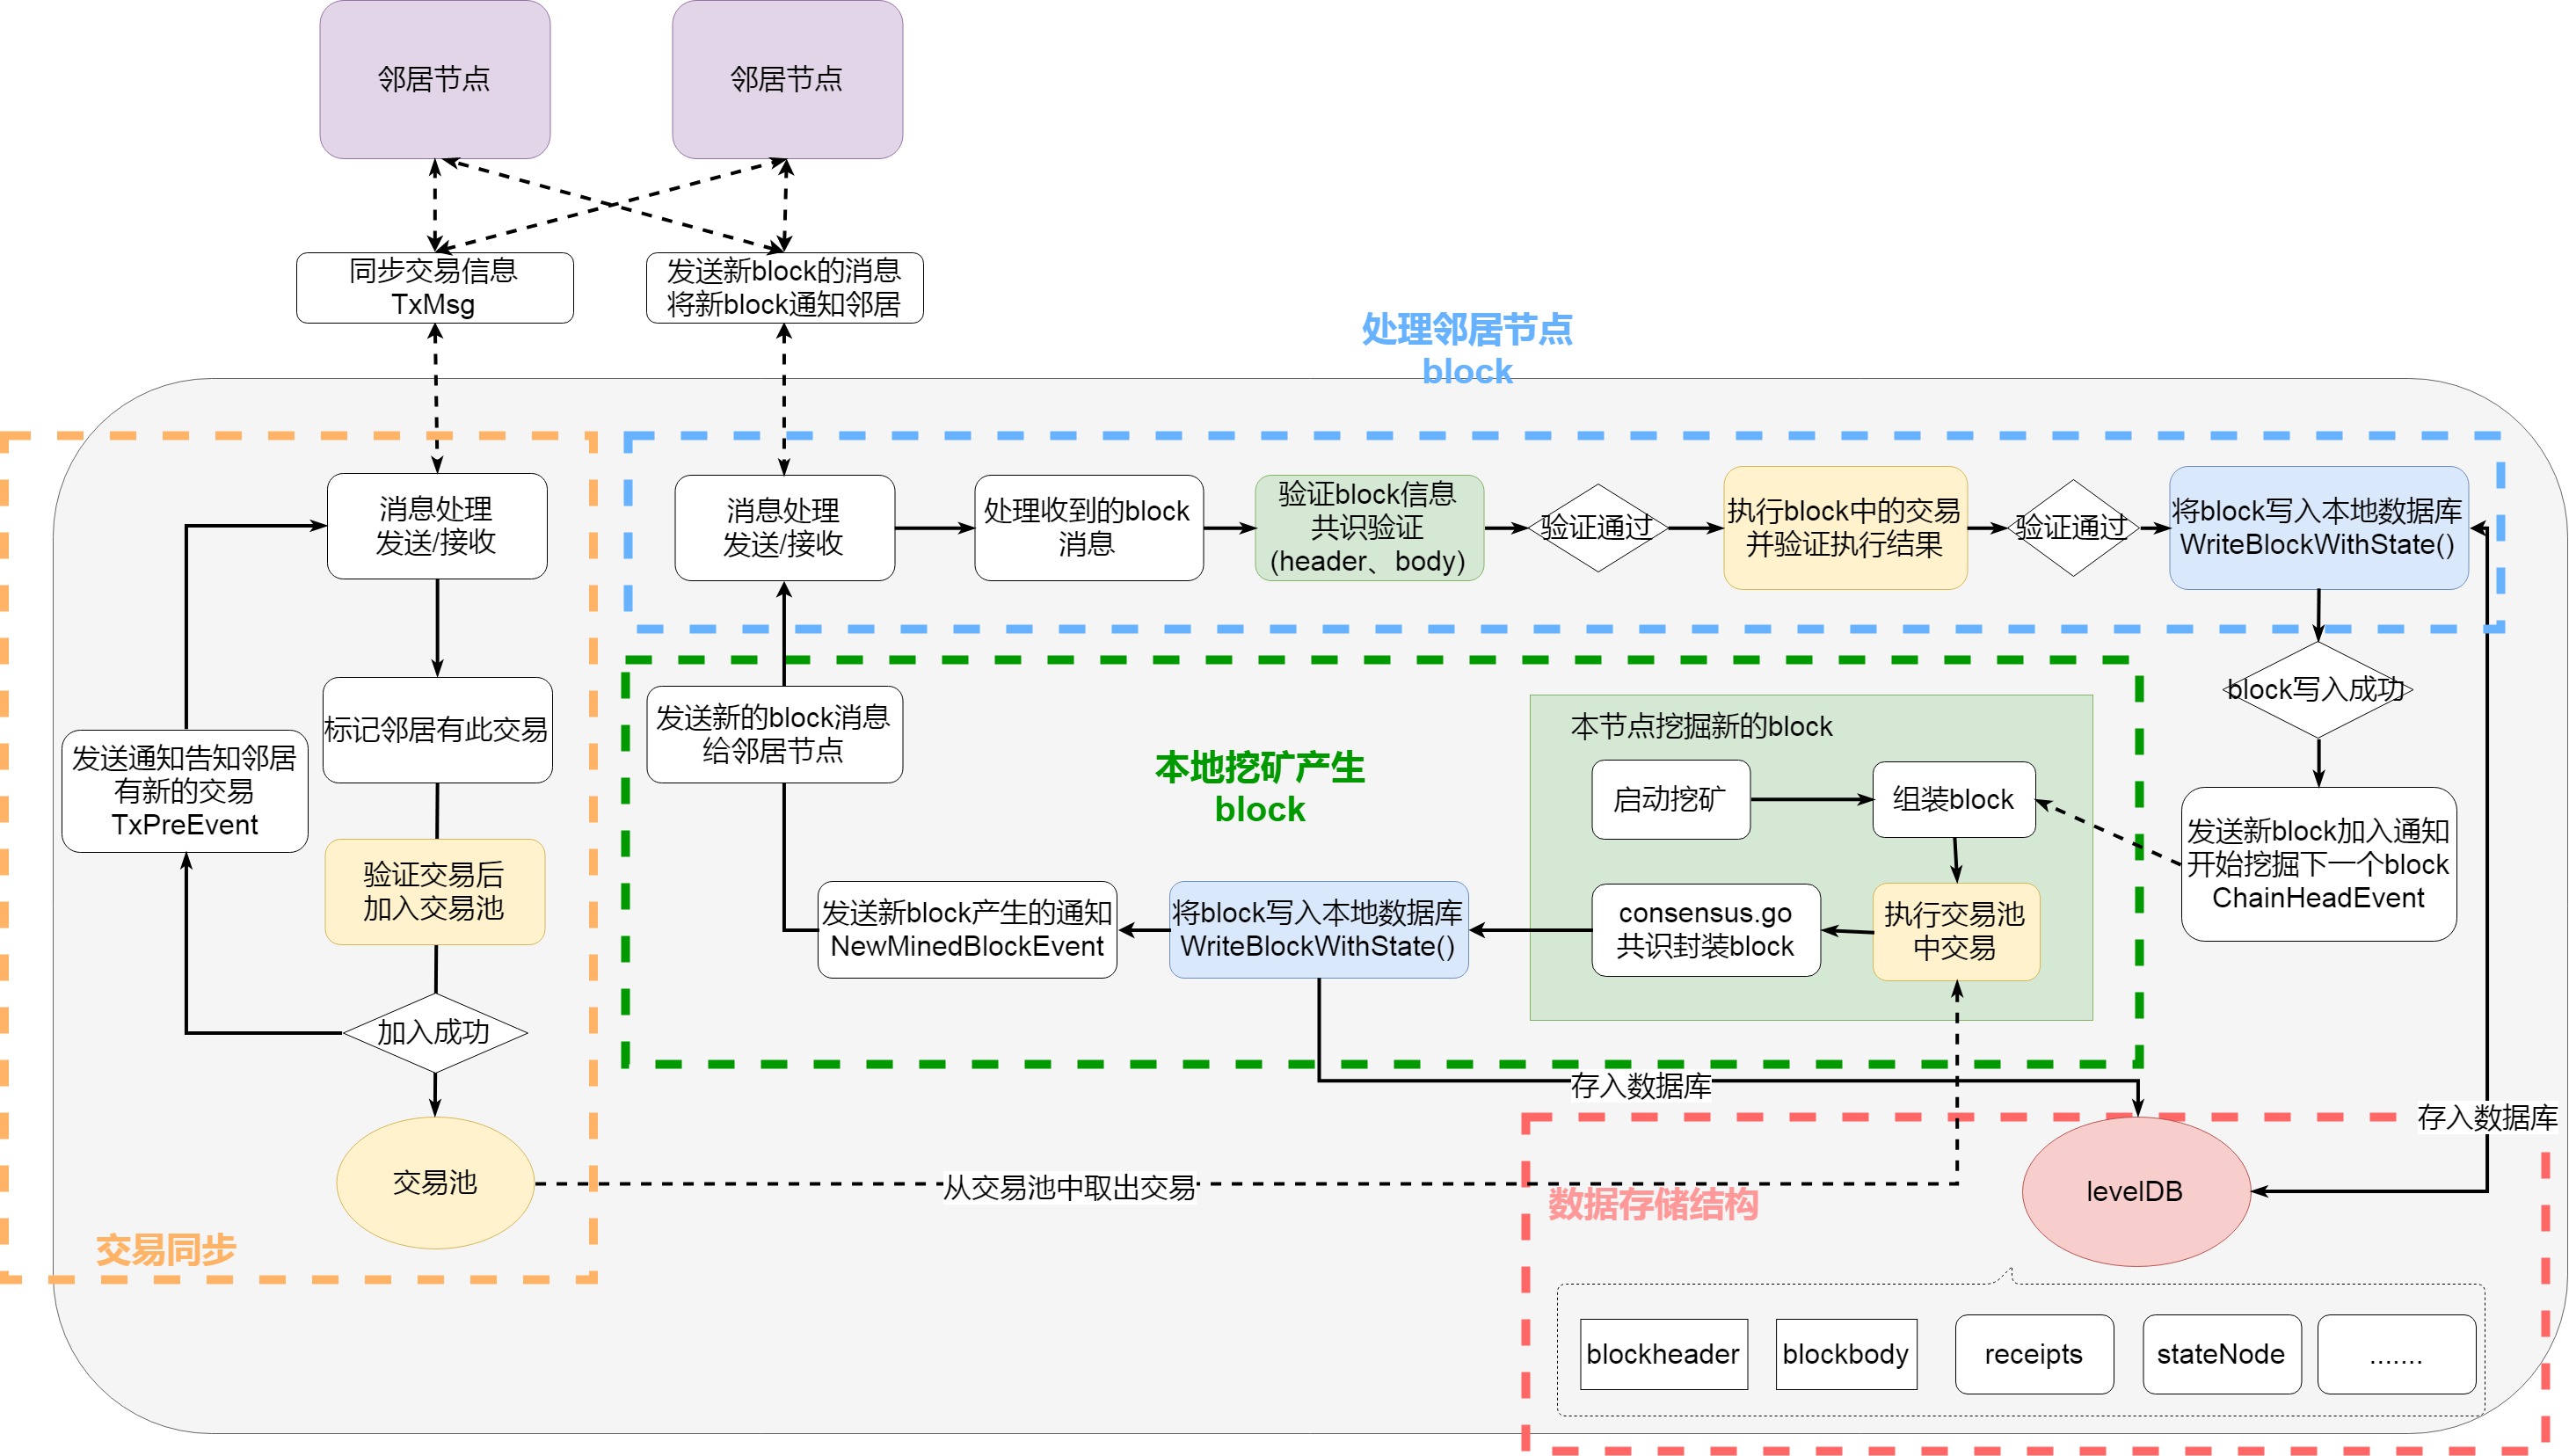 邻居节点
邻居节点
同步交易信息
TxMsg
发送新block的消息
将新block通知邻居
处理邻居节点
block
消息处理
发送/接收
消息处理
发送/接收
处理收到的block
消息
验证block信息
共识验证
(header、body)
验证通过
执行block中的交易
并验证执行结果
验证通过
将block写入本地数据库
WriteBlockWithState()
标记邻居有此交易
发送通知告知邻居
有新的交易
TxPreEvent
验证交易后
加入交易池
加入成功
交易池
交易同步
发送新的block消息
给邻居节点
本地挖矿产生
block
本节点挖掘新的block
启动挖矿
组装block
block写入成功
发送新block加入通知
开始挖掘下一个block
ChainHeadEvent
发送新block产生的通知
NewMinedBlockEvent
将block写入本地数据库
WriteBlockWithState()
consensus.go
共识封装block
执行交易池
中交易
存入数据库
存入数据库
从交易池中取出交易
数据存储结构
levelDB
blockheader
blockbody
receipts
stateNode
.......